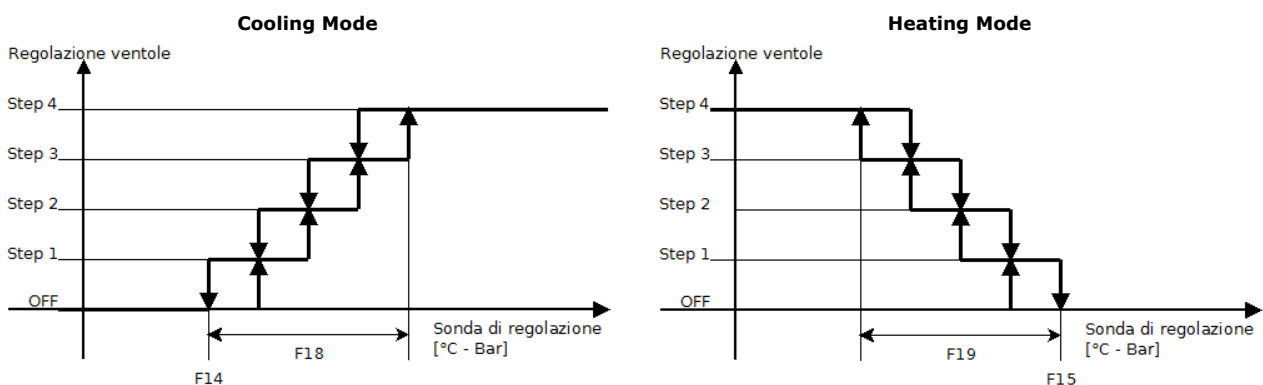 Cooling Mode
Regolazione ventole
Step 4
Step 3
Step 2
Step 1
OFF
Sonda di regolazione
[°C - Bar]
F18
F14
Heating Mode
Regolazione ventole
Step 4
Step 3
Step 2
Step 1
OFF
Sonda di regolazione
[°C - Bar]
F19
F15